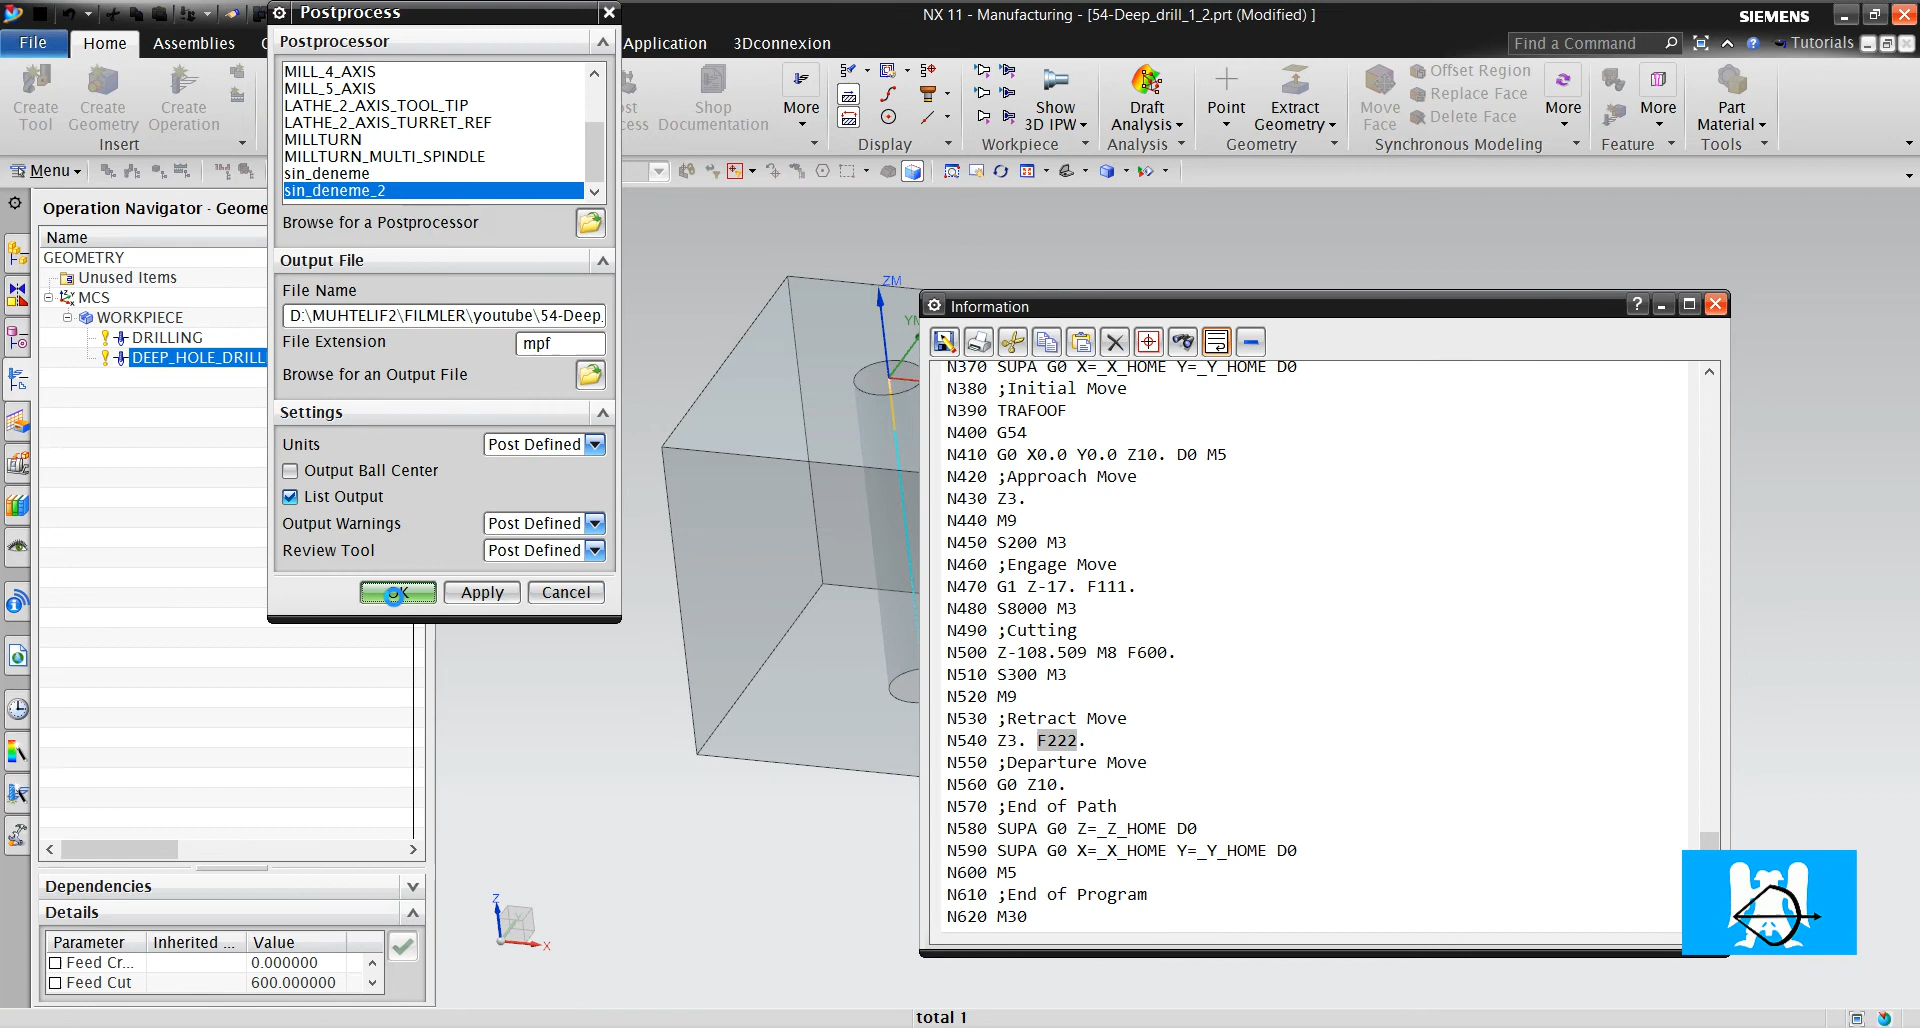 Postprocess
NX 11 - Manufacturing - [54-Deep_drill_1_2.prt (Modified) ]
SIEMENS
File
Home
Assemblies
Application
3Dconnexion
Find a Command
Tutorials
Create Tool
Create Geometry
Create Operation
Insert
Shop Documentation
More
Display
Show 3D IPW
Workpiece
Draft Analysis
Analysis
Point
Extract Geometry
Geometry
Move Face
Offset Region
Replace Face
Delete Face
More
Synchronous Modeling
More
Feature
Part Material
Tools
Menu
Postprocessor
MILL_4_AXIS
MILL_5_AXIS
LATHE_2_AXIS_TOOL_TIP
LATHE_2_AXIS_TURRET_REF
MILLTURN
MILLTURN_MULTI_SPINDLE
sin_deneme
sin_deneme_2
Browse for a Postprocessor
Output File
File Name
D:\MUHTELIF2\FILMLER\youtube\54-Deep.
File Extension
mpf
Browse for an Output File
Settings
Units
Post Defined
Output Ball Center
List Output
Output Warnings
Post Defined
Review Tool
Post Defined
OK
Apply
Cancel
Operation Navigator - Geome
Name
GEOMETRY
Unused Items
MCS
WORKPIECE
DRILLING
DEEP_HOLE_DRILL
Dependencies
Details
Parameter
Inherited ...
Value
Feed Cr...
0.000000
Feed Cut
600.000000
ZM
YM
Z
X
Information
N370 SUPA G0 X=_X_HOME Y=_Y_HOME D0
N380 ;Initial Move
N390 TRAFOOF
N400 G54
N410 G0 X0.0 Y0.0 Z10. D0 M5
N420 ;Approach Move
N430 Z3.
N440 M9
N450 S200 M3
N460 ;Engage Move
N470 G1 Z-17. F111.
N480 S8000 M3
N490 ;Cutting
N500 Z-108.509 M8 F600.
N510 S300 M3
N520 M9
N530 ;Retract Move
N540 Z3. F222.
N550 ;Departure Move
N560 G0 Z10.
N570 ;End of Path
N580 SUPA G0 Z=_Z_HOME D0
N590 SUPA G0 X=_X_HOME Y=_Y_HOME D0
N600 M5
N610 ;End of Program
N620 M30
total 1